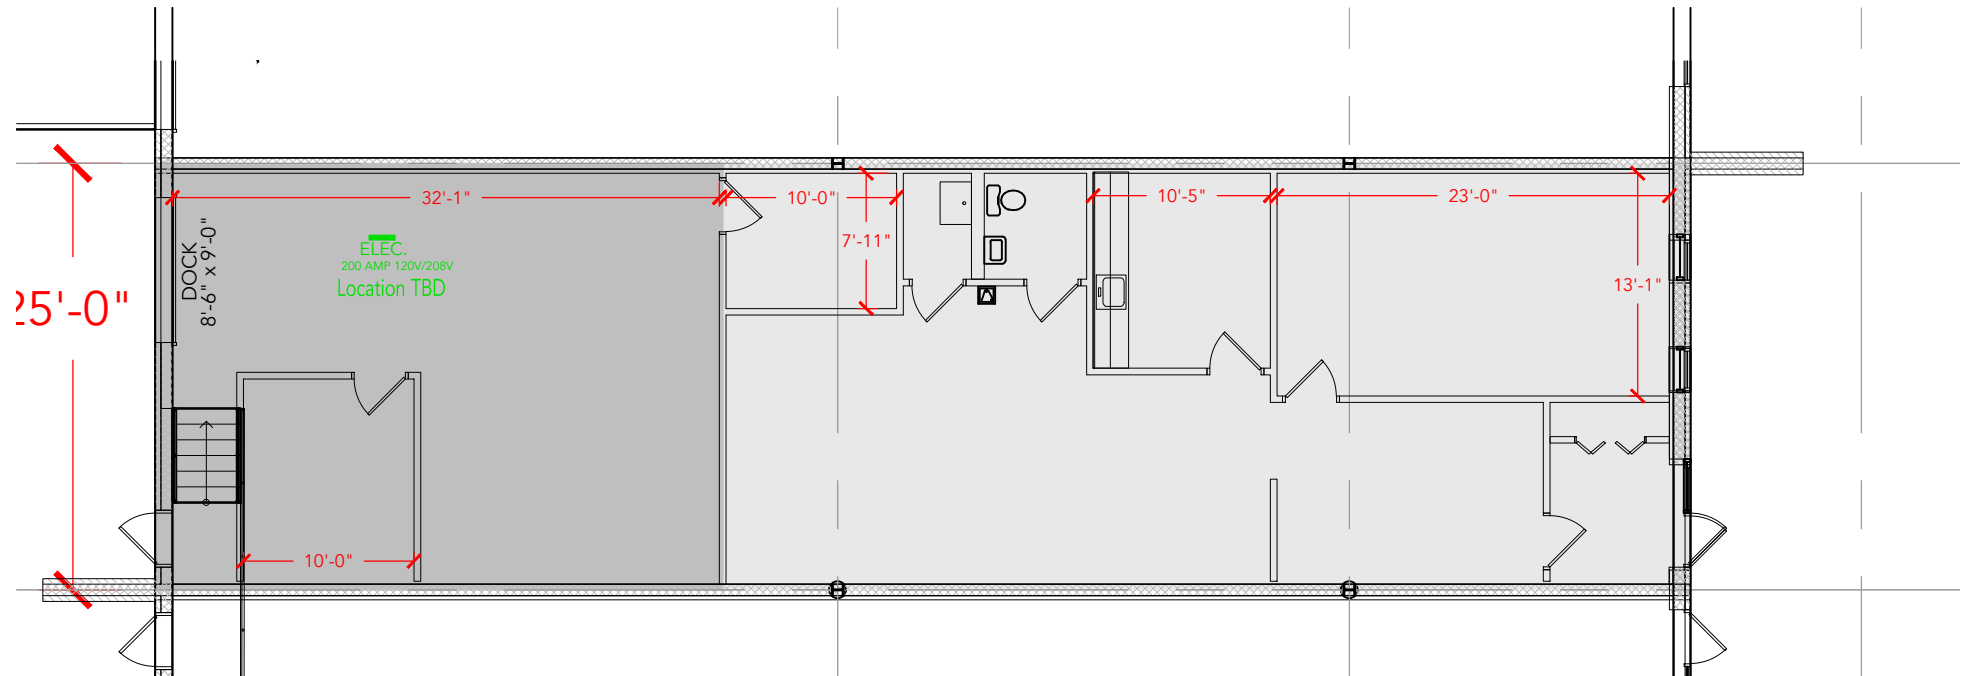 32'-1"
10'-0"
10'-5"
23'-0"
7'-11"
DOCK
8'-6" x 9'-0"
ELEC.
200 AMP 120V/208V
Location TBD
13'-1"
25'-0"
10'-0"